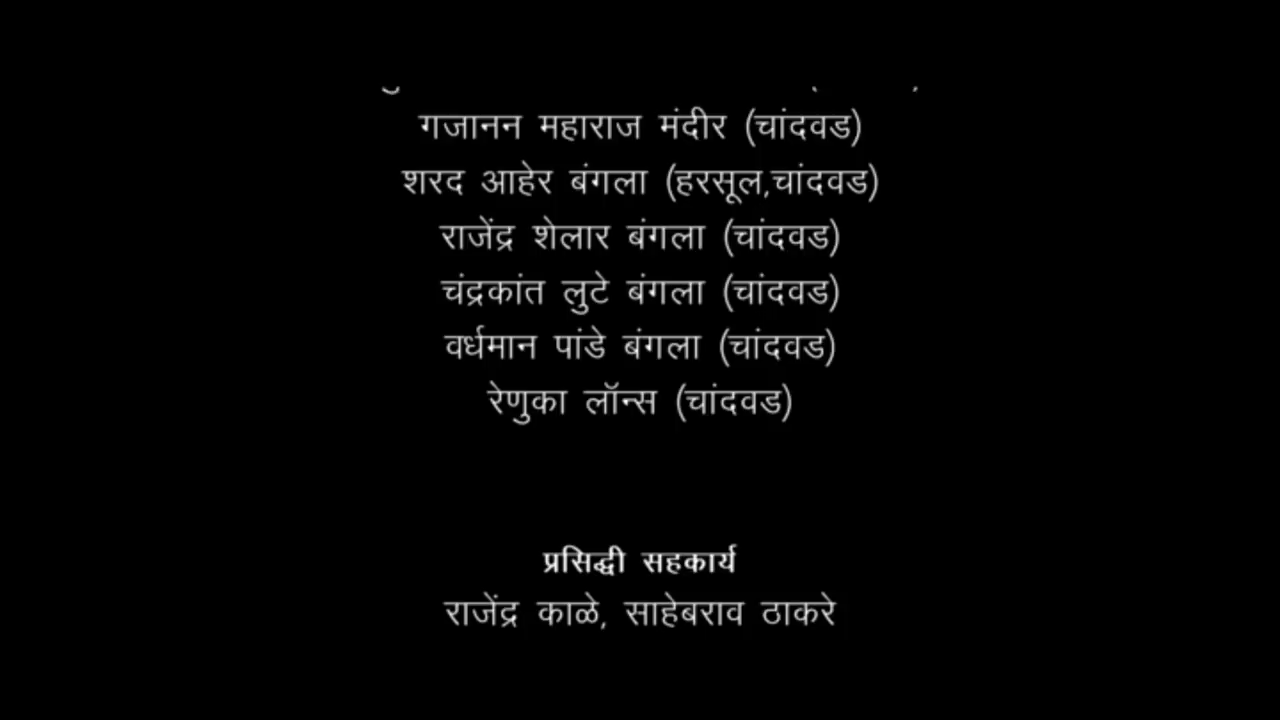 गजानन महाराज मंदीर (चांदवड)
शरद आहेर बंगला (हरसूल,चांदवड)
राजेंद्र शेलार बंगला (चांदवड)
चंद्रकांत लुटे बंगला (चांदवड)
वर्धमान पांडे बंगला (चांदवड)
रेणुका लॉन्स (चांदवड)
प्रसिद्धी सहकार्य
राजेंद्र काळे, साहेबराव ठाकरे